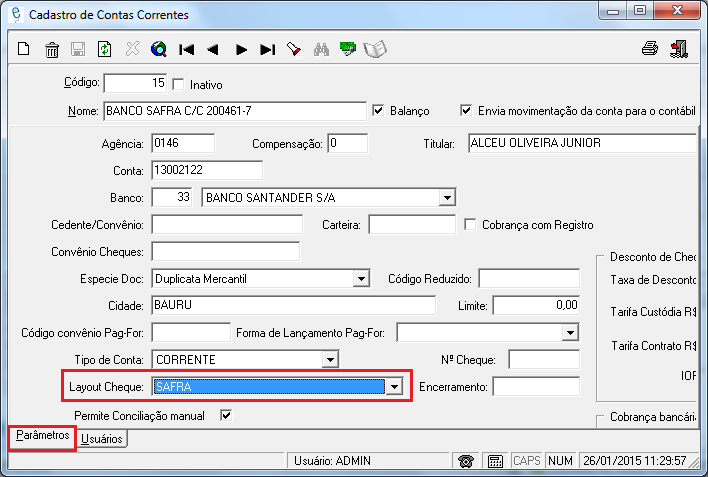 Cadastro de Contas Correntes
Código: 15 Inativo
Nome: BANCO SAFRA C/C 200461-7 Balanço Envia movimentação da conta para o contábil
Agência: 0146 Compensação: 0 Titular: ALCEU OLIVEIRA JUNIOR
Conta: 13002122
Banco: 33 BANCO SANTANDER S/A
Cedente/Convênio: Carteira: Cobrança com Registro
Convênio Cheques:
Desconto de Chec
Especie Doc: Duplicata Mercantil Código Reduzido: Taxa de Desconto
Cidade: BAURU Limite: 0,00 Tarifa Custódia R$
Código convênio Pag-For: Forma de Lançamento Pag-For:
Tarifa Contrato R$
Tipo de Conta: CORRENTE Nº Cheque:
IOF
Layout Cheque: SAFRA Encerramento:
Permite Conciliação manual Cobrança bancári
Parâmetros Usuários
Usuário: ADMIN CAPS NUM 26/01/2015 11:29:57